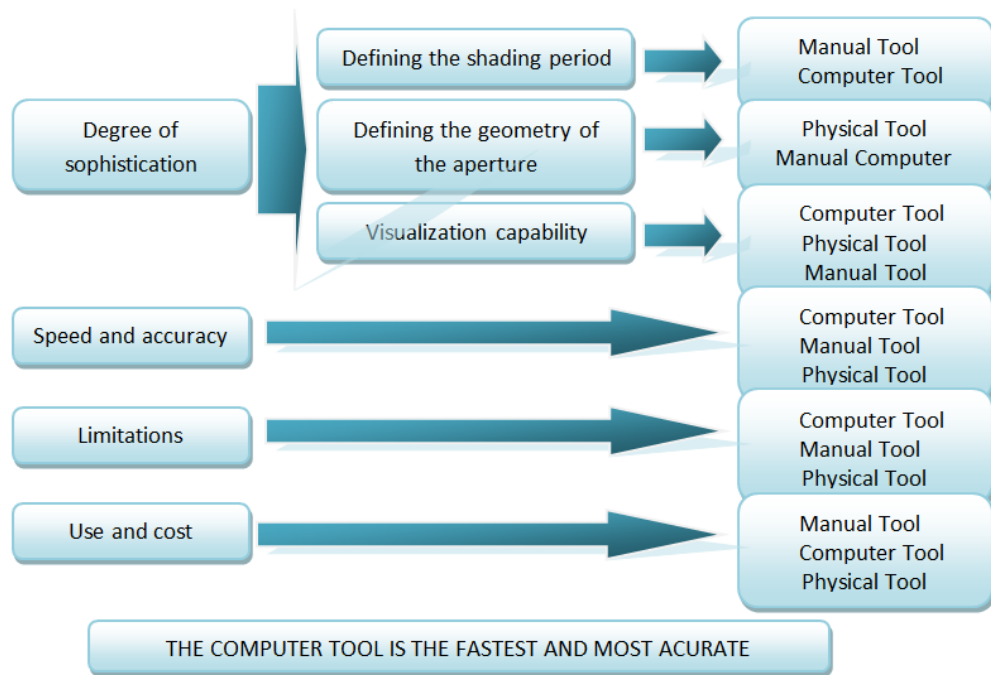 Degree of
sophistication
Defining the shading period
Manual Tool
Computer Tool
Defining the geometry of
the aperture
Physical Tool
Manual Computer
Visualization capability
Computer Tool
Physical Tool
Manual Tool
Speed and accuracy
Computer Tool
Manual Tool
Physical Tool
Limitations
Computer Tool
Manual Tool
Physical Tool
Use and cost
Manual Tool
Computer Tool
Physical Tool
THE COMPUTER TOOL IS THE FASTEST AND MOST ACURATE